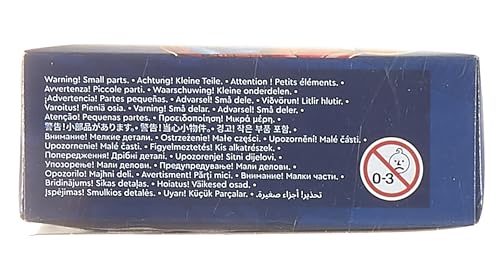 Warning! Small parts. • Achtung! Kleine Teile. • Attention ! Petits éléments. •
Avvertenza! Piccole parti. • Waarschuwing! Kleine onderdelen. •
¡Advertencia! Partes pequeñas. • Advarsel! Små dele. • Viðvörun! Litlir hlutir.
Varoitus! Pieniä osia. • Varning! Små delar. • Advarsel! Små deler. •
Atenção! Pequenas partes. • Προειδοποίηση! Μικρά μέρη. •
警告!小部品があります。• 警告!当心小物件。• 경고! 작은 부품 포함. •
Внимание! Мелкие детали. • Ostrzeżenie! Małe części. • Upozornění! Malé části. •
Upozornenie! Malé časti. • Figyelmeztetés! Kis alkatrészek. •
Попередження! Дрібні деталі. • Upozorenje! Sitni dijelovi. •
Упозорење! Мали делови. • Предупредување! Мали делови. •
Opozorilo! Majhni deli. • Avertisment! Părți mici. • Внимание! Малки части. •
Brīdinājums! Sīkas detaļas. • Hoiatus! Väikesed osad. •
Įspėjimas! Smulkios detalės. • Uyarı! Küçük Parçalar. • تحذير! أجزاء صغيرة.
0-3